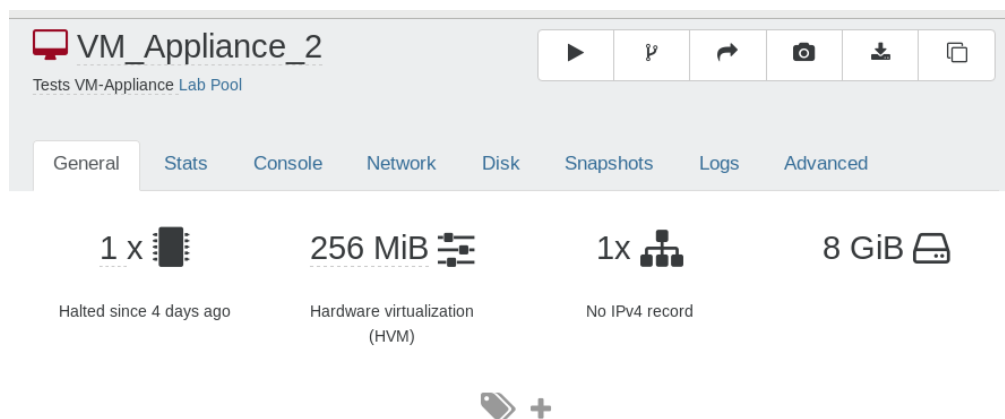 VM_Appliance_2
Tests VM-Appliance Lab Pool
General Stats Console Network Disk Snapshots Logs Advanced
1 x 256 MiB 1x 8 GiB
Halted since 4 days ago Hardware virtualization (HVM) No IPv4 record